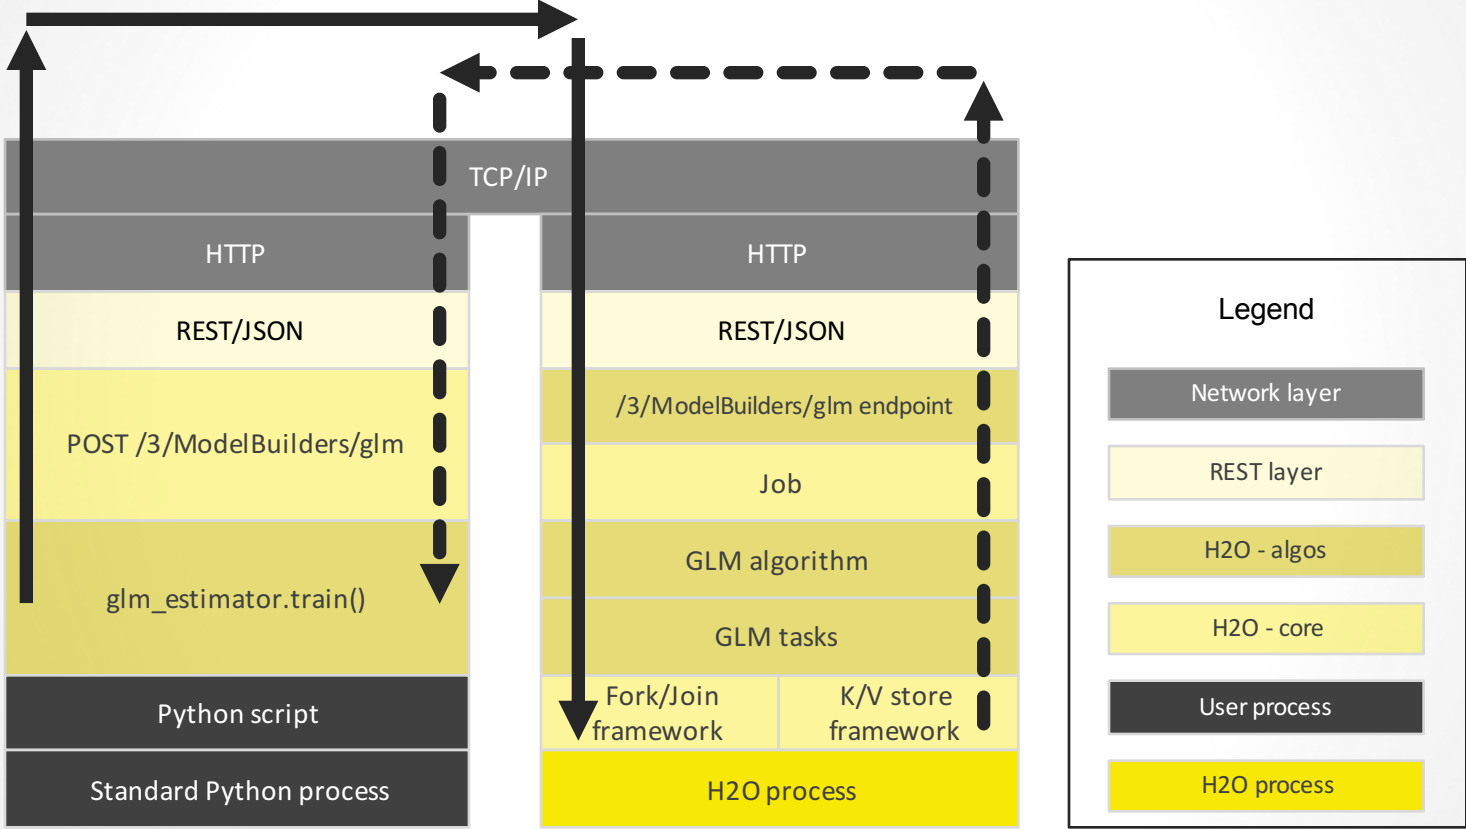 TCP/IP
HTTP
REST/JSON
POST /3/ModelBuilders/glm
glm_estimator.train()
Python script
Standard Python process
HTTP
REST/JSON
/3/ModelBuilders/glm endpoint
Job
GLM algorithm
GLM tasks
Fork/Join
framework
K/V store
framework
H2O process
Legend
Network layer
REST layer
H2O - algos
H2O - core
User process
H2O process